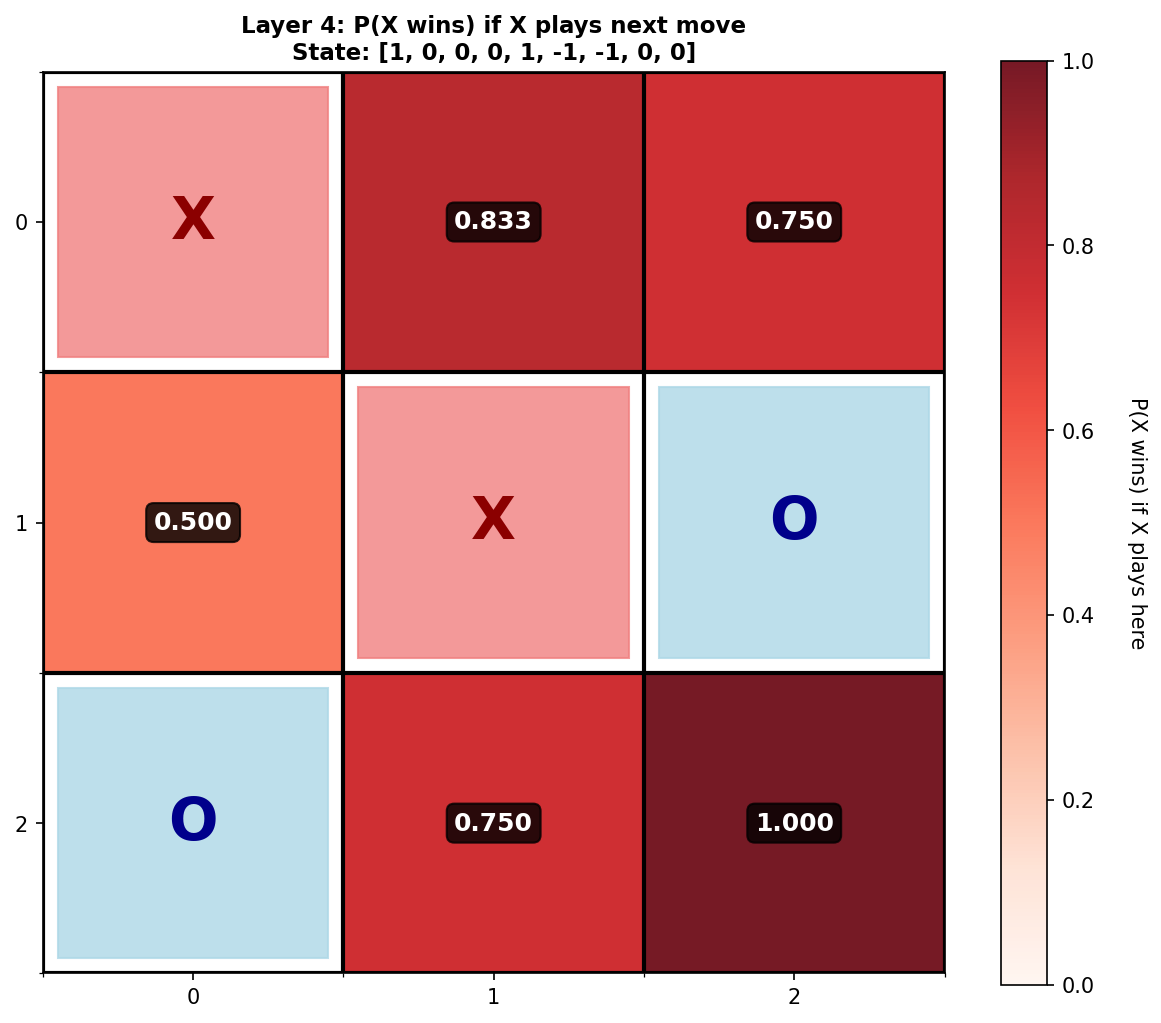 Layer 4: P(X wins) if X plays next move
State: [1, 0, 0, 0, 1, -1, -1, 0, 0]
0
X
0.833
0.750
1
0.500
X
O
2
O
0.750
1.000
0
1
2
1.0
0.8
0.6
0.4
0.2
0.0
P(X wins) if X plays here